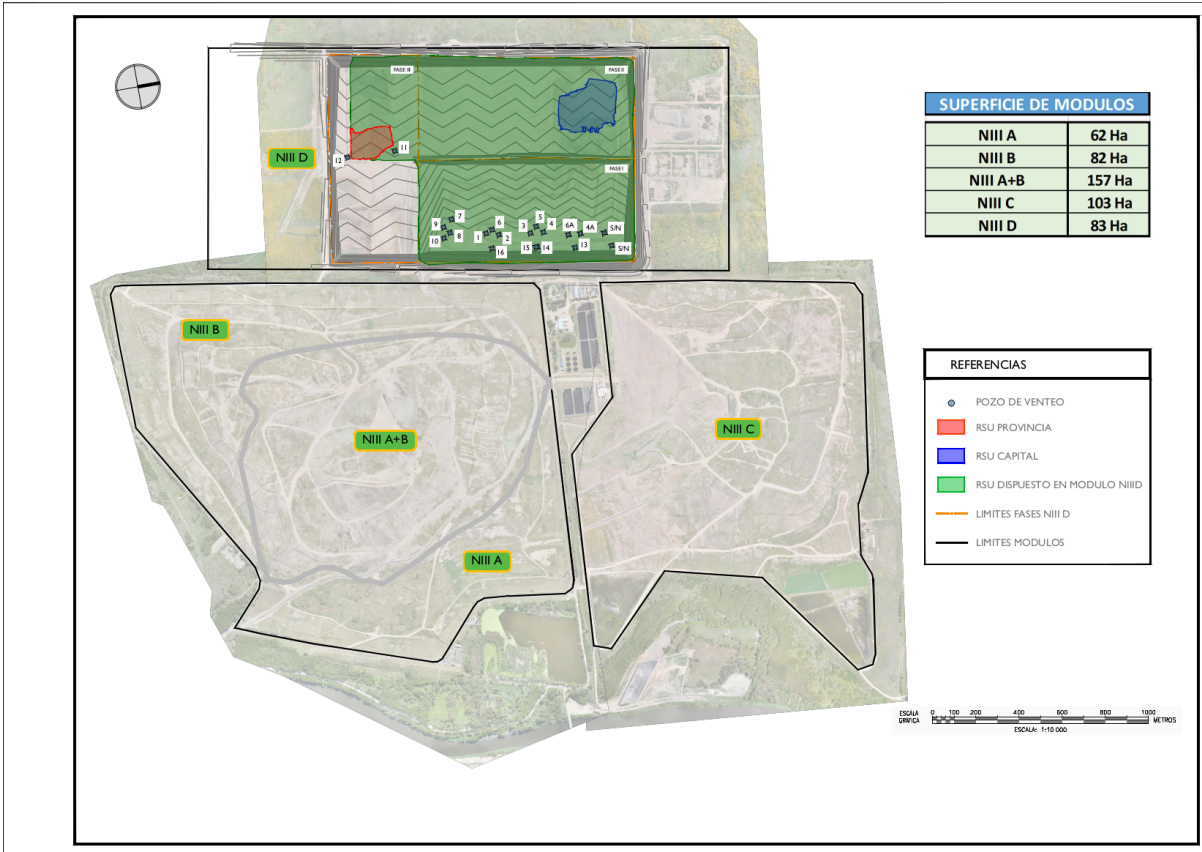 FASE III
FASE II
SUPERFICIE DE MODULOS
NIII A 62 Ha
NIII B 82 Ha
NIII A+B 157 Ha
NIII C 103 Ha
NIII D 83 Ha
NIII D
12
11
FASE I
9
7
10
8
1
6
2
16
3
5
4
15
14
6A
4A
S/N
13
S/N
NIII B
NIII A+B
NIII C
NIII A
REFERENCIAS
POZO DE VENTEO
RSU PROVINCIA
RSU CAPITAL
RSU DISPUESTO EN MODULO NIIID
LIMITES FASES NIII D
LIMITES MODULOS
ESCALA
GRAFICA
0 100 200 400 600 800 1000
METROS
ESCALA: 1:10 000